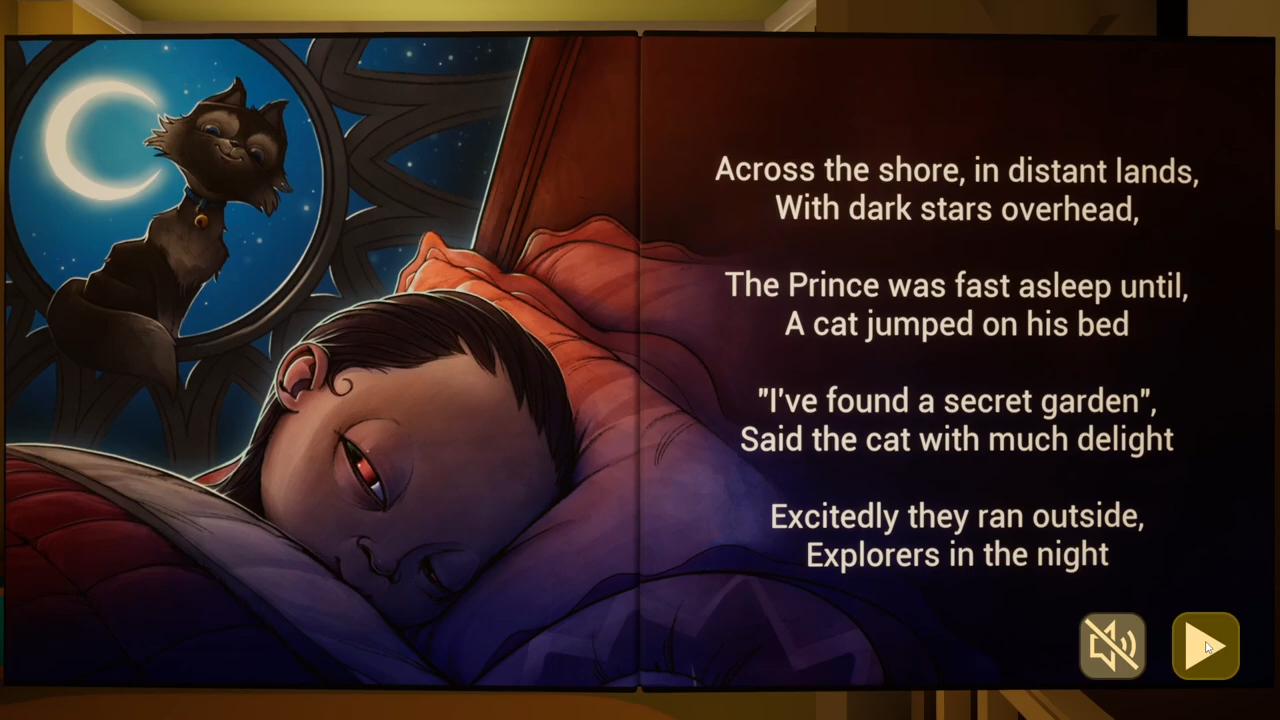 Across the shore, in distant lands,
With dark stars overhead,
The Prince was fast asleep until,
A cat jumped on his bed
"I've found a secret garden",
Said the cat with much delight
Excitedly they ran outside,
Explorers in the night